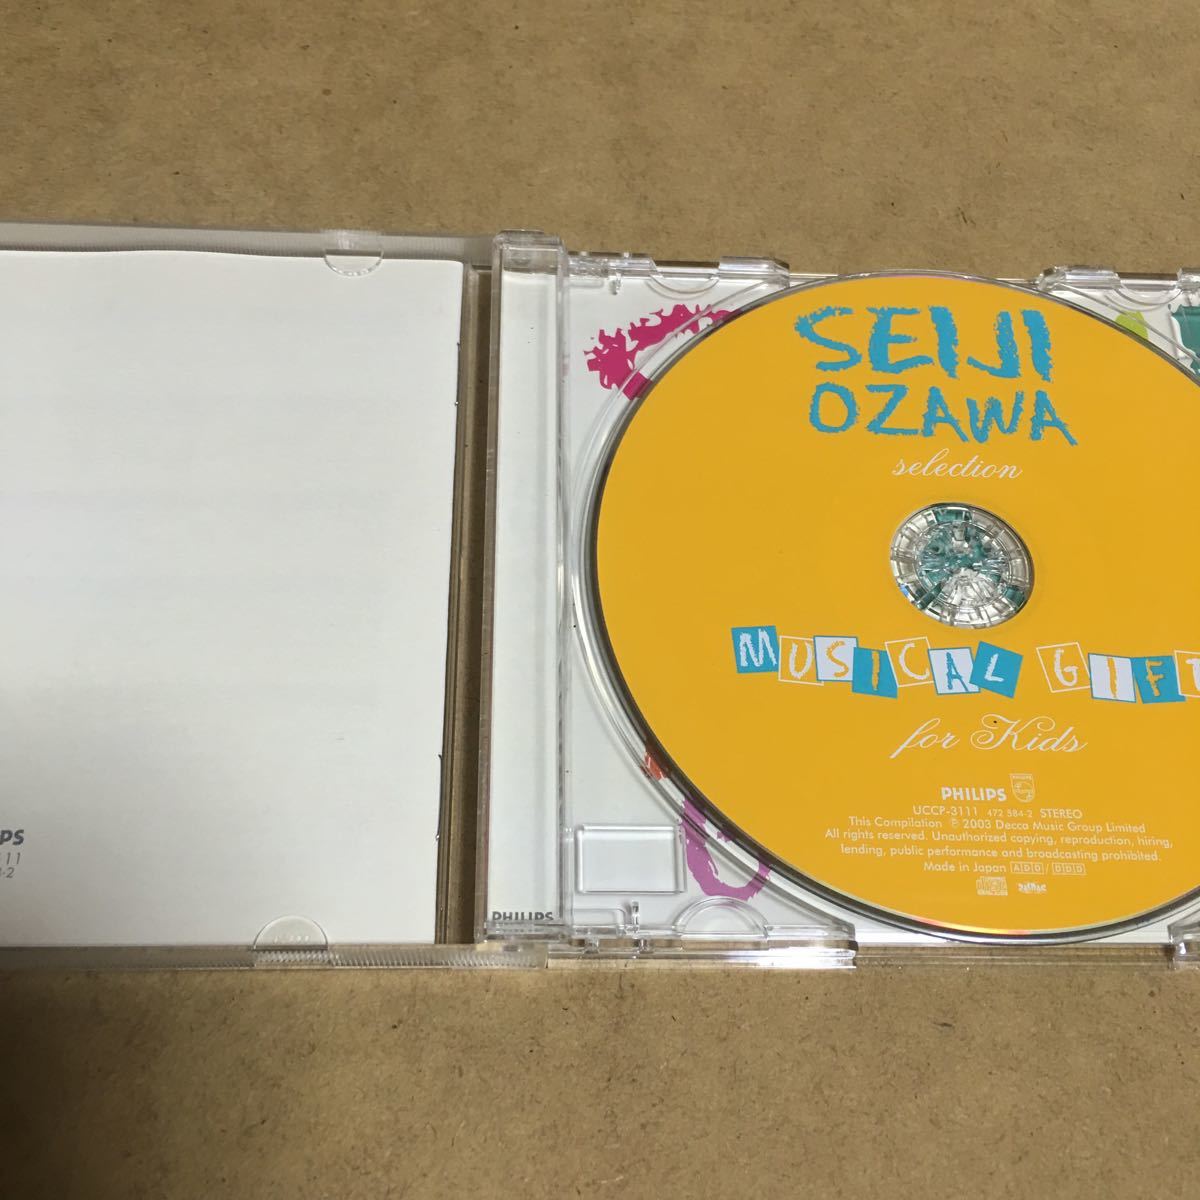 PS
11
-2
PHILIPS
SEIJI
OZAWA
selection
MUSICAL GIFT
for Kids
PHILIPS
PHILIPS
UCCP-3111 472 584-2 STEREO
This Compilation ℗ 2003 Decca Music Group Limited
All rights reserved. Unauthorized copying, reproduction, hiring,
lending, public performance and broadcasting prohibited.
Made in Japan ADD/DDD